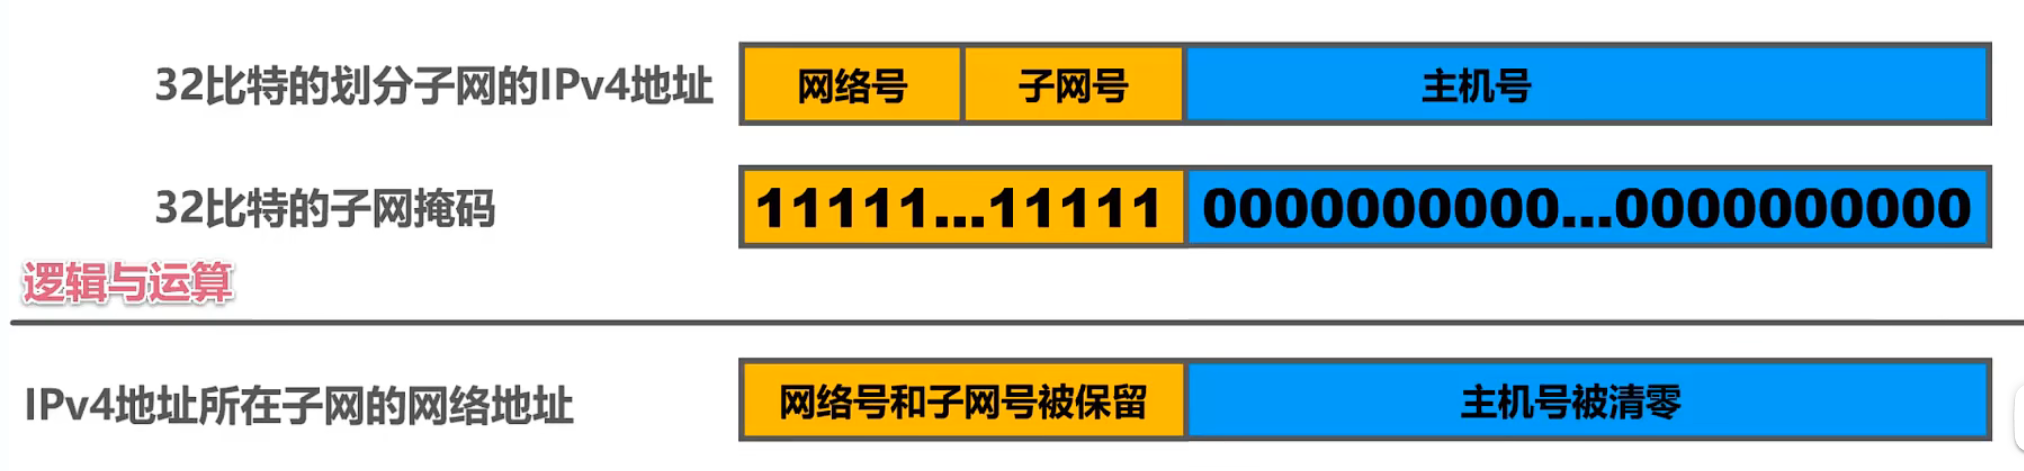 32比特的划分子网的IPv4地址 网络号 子网号 主机号
32比特的子网掩码 11111...11111 0000000000...0000000000
逻辑与运算
IPv4地址所在子网的网络地址 网络号和子网号被保留 主机号被清零